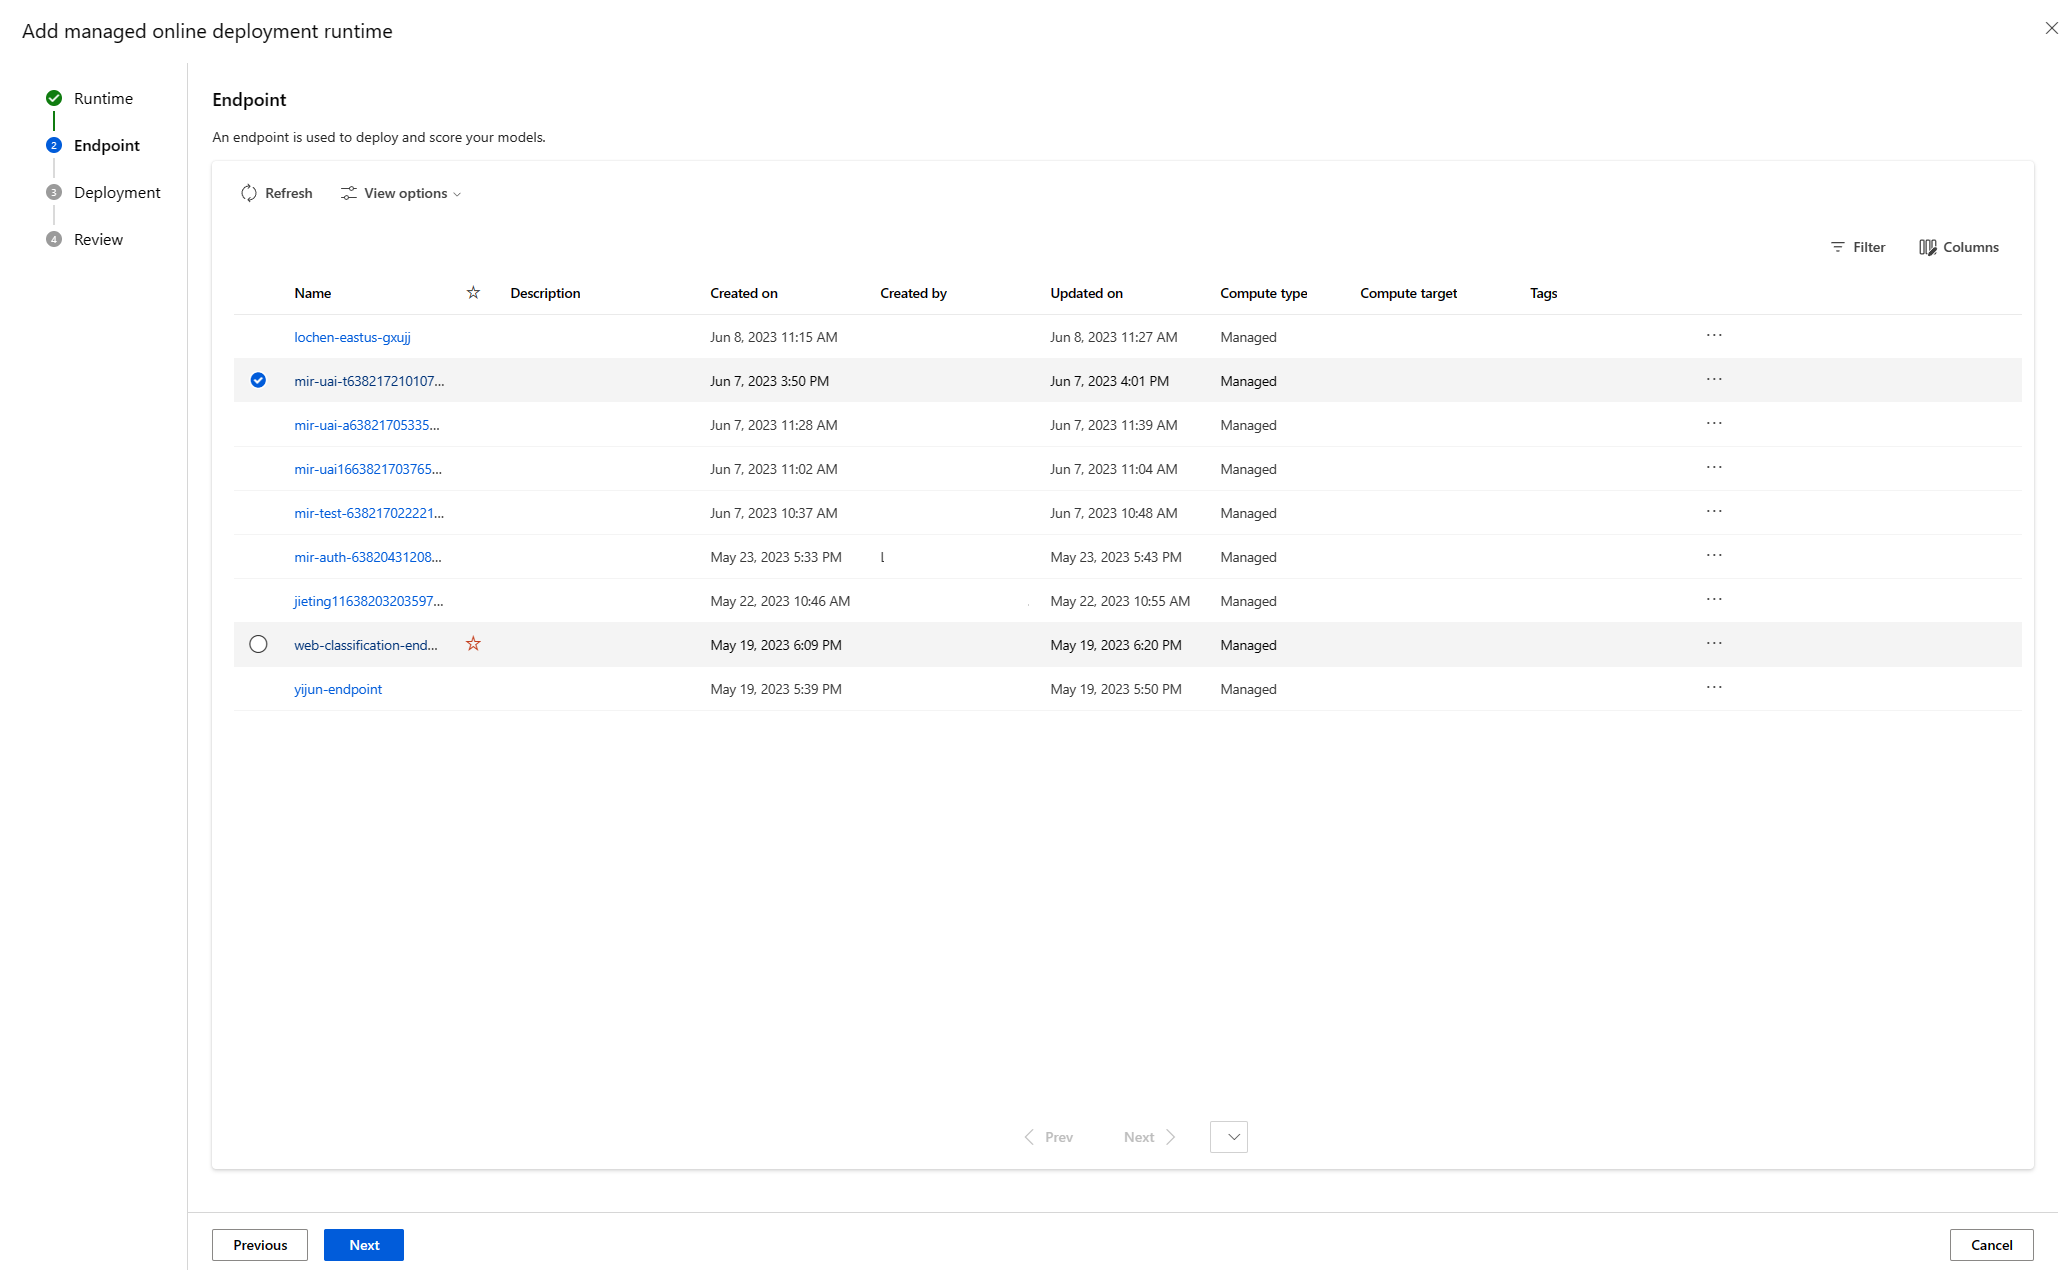 Add managed online deployment runtime
Runtime
2 Endpoint
3 Deployment
4 Review
Endpoint
An endpoint is used to deploy and score your models.
Refresh View options
Filter Columns
Name Description Created on Created by Updated on Compute type Compute target Tags
lochen-eastus-gxujj Jun 8, 2023 11:15 AM Jun 8, 2023 11:27 AM Managed ...
mir-uai-t638217210107... Jun 7, 2023 3:50 PM Jun 7, 2023 4:01 PM Managed ...
mir-uai-a63821705335... Jun 7, 2023 11:28 AM Jun 7, 2023 11:39 AM Managed ...
mir-uai1663821703765... Jun 7, 2023 11:02 AM Jun 7, 2023 11:04 AM Managed ...
mir-test-638217022221... Jun 7, 2023 10:37 AM Jun 7, 2023 10:48 AM Managed ...
mir-auth-63820431208... May 23, 2023 5:33 PM l May 23, 2023 5:43 PM Managed ...
jieting11638203203597... May 22, 2023 10:46 AM May 22, 2023 10:55 AM Managed ...
web-classification-end... May 19, 2023 6:09 PM May 19, 2023 6:20 PM Managed ...
yijun-endpoint May 19, 2023 5:39 PM May 19, 2023 5:50 PM Managed ...
Prev Next
Previous Next Cancel